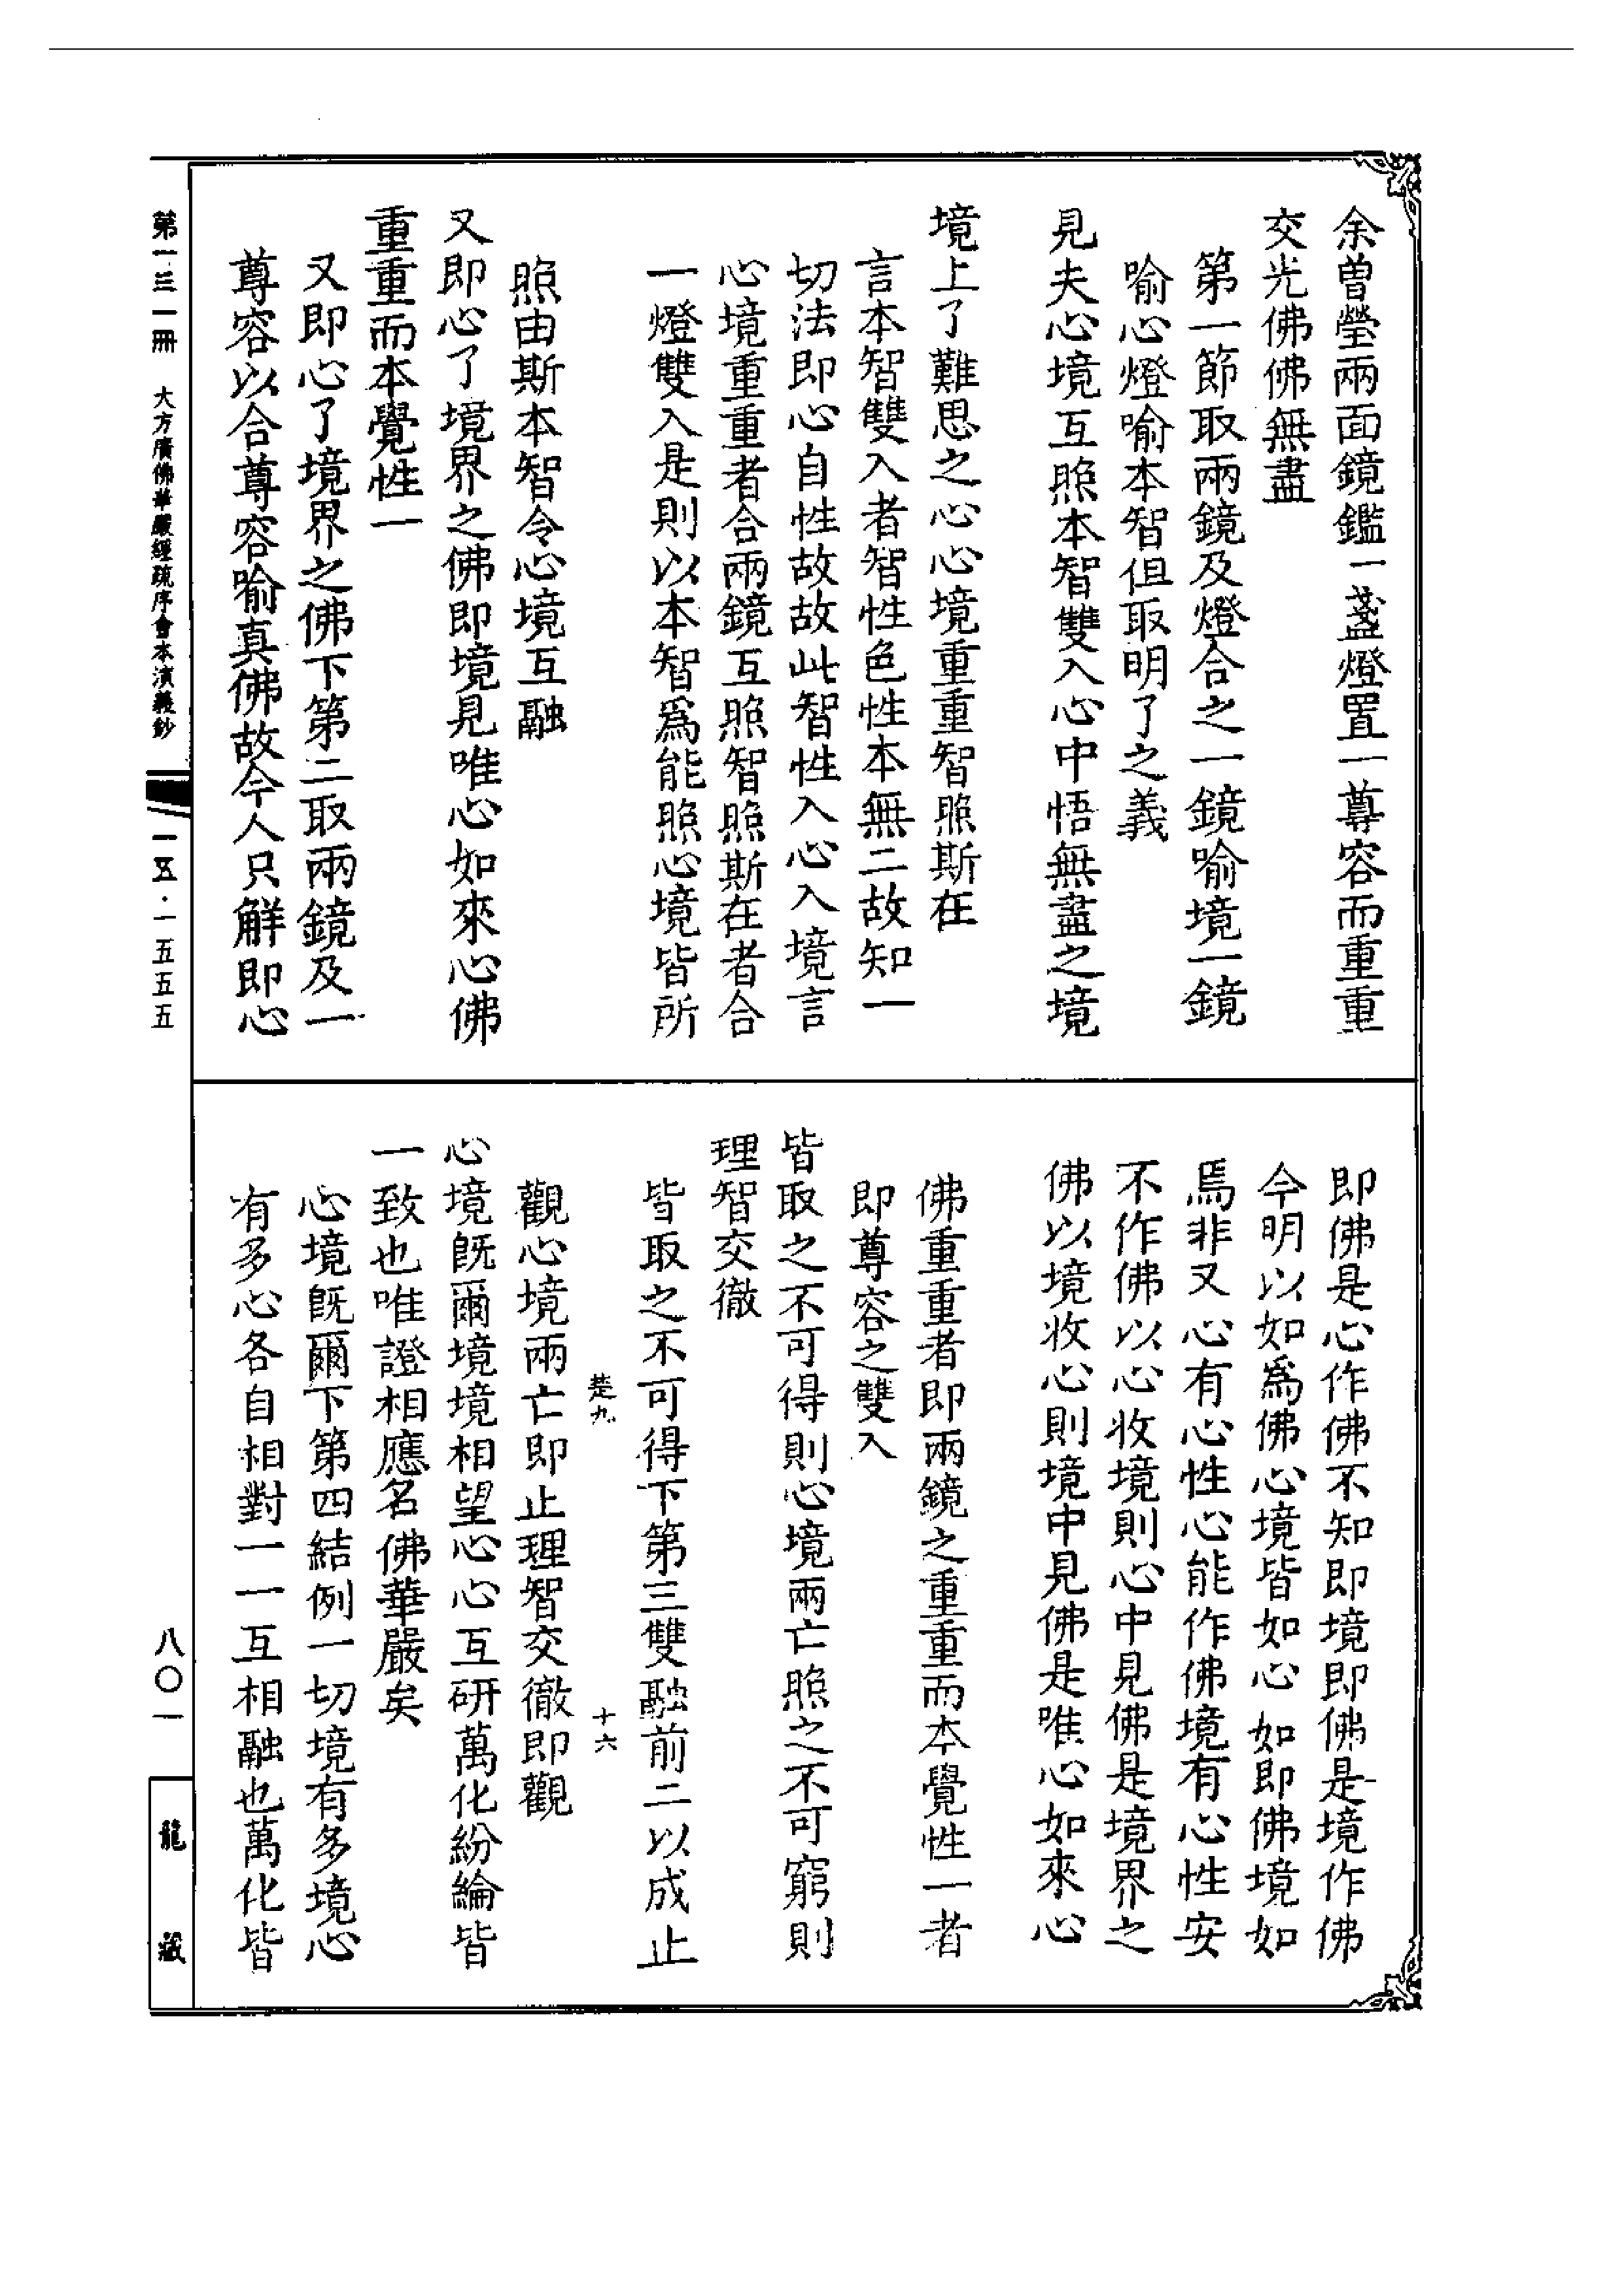 余曾瑩兩面鏡鑑一盞燈置一尊容而重重
交光佛佛無盡
第一節取兩鏡及燈合之一鏡喻境一鏡
喻心燈喻本智但取明了之義
見夫心境互照本智雙入心中悟無盡之境
境上了難思之心心境重重智照斯在
言本智雙入者智性色性本無二故知一
切法即心自性故故此智性入心入境言
心境重重者合兩鏡互照智照斯在者合
一燈雙入是則以本智爲能照心境皆所
照由斯本智令心境互融
又即心了境界之佛即境見唯心如來心佛
重重而本覺性一
又即心了境界之佛下第二取兩鏡及一
尊容以合尊容喻真佛故今人只解即心
即佛是心作佛不知即境即佛是境作佛
今明以如爲佛心境皆如心如即佛境如
焉非又心有心性心能作佛境有心性安
不作佛以心收境則心中見佛是境界之
佛以境收心則境中見佛是唯心如來心
佛重重者即兩鏡之重重而本覺性一者
即尊容之雙入
皆取之不可得則心境兩亡照之不可窮則
理智交徹
皆取之不可得下第三雙融前二以成止
楚九
十六
觀心境兩亡即止理智交徹即觀
心境旣爾境境相望心心互研萬化紛綸皆
一致也唯證相應名佛華嚴矣
心境旣爾下第四結例一切境有多境心
有多心各自相對一一互相融也萬化皆
第一三一冊 大方廣佛華嚴經疏序會本演義鈔
一五·一五五五
八〇一
龍藏